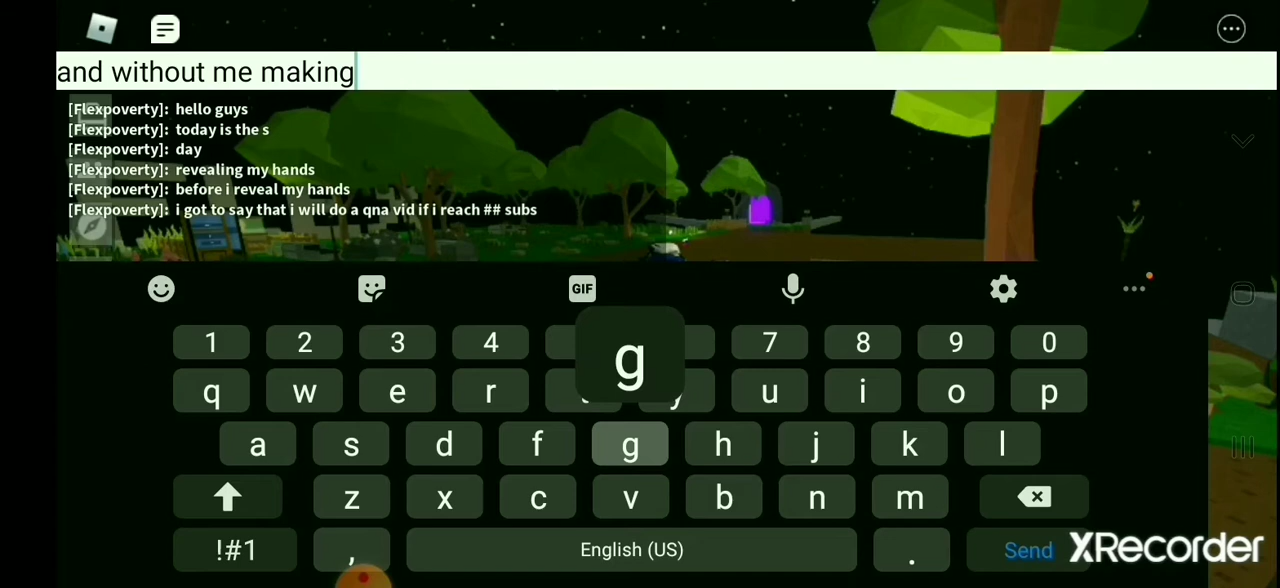 and without me making
[Flexpoverty]: hello guys
[Flexpoverty]: today is the s
[Flexpoverty]: day
[Flexpoverty]: revealing my hands
[Flexpoverty]: before i reveal my hands
[Flexpoverty]: i got to say that i will do a qna vid if i reach ## subs
GIF
g
1 2 3 4 7 8 9 0
q w e r y u i o p
a s d f g h j k l
z x c v b n m
!#1 , English (US) . Send
XRecorder